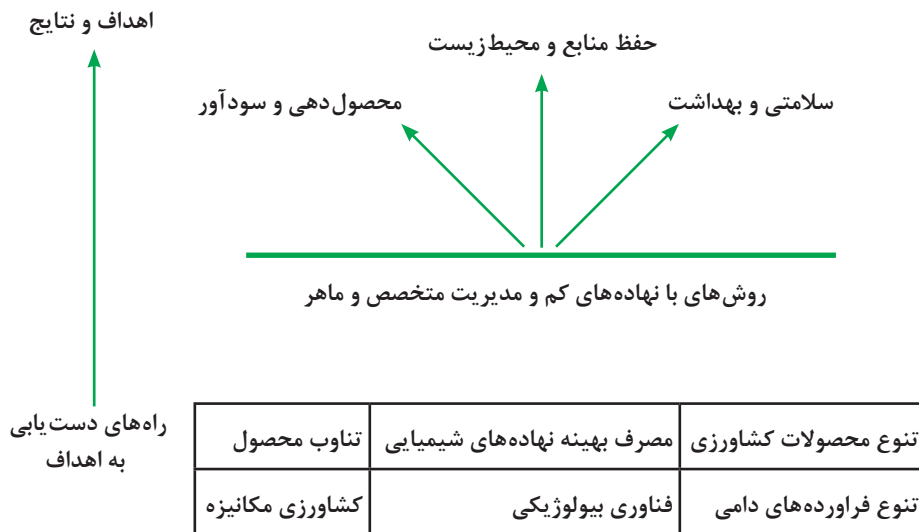 اهداف و نتایج
حفظ منابع و محیط‌زیست
سلامتی و بهداشت
محصول‌دهی و سودآور
روش‌های با نهاده‌های کم و مدیریت متخصص و ماهر
راه‌های دست‌یابی
به اهداف
تنوع محصولات کشاورزی
مصرف بهینه نهاده‌های شیمیایی
تناوب محصول
تنوع فراورده‌های دامی
فناوری بیولوژیکی
کشاورزی مکانیزه